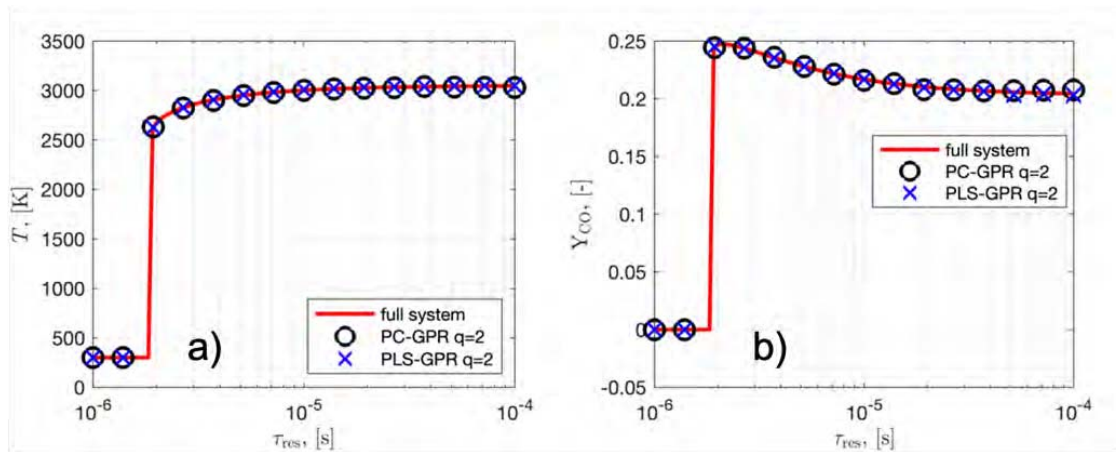 3500
3000
2500
2000
1500
1000
500
0
T, [K]
10-6
10-5
10-4
τres, [s]
a)
full system
PC-GPR q=2
PLS-GPR q=2
0.25
0.2
0.15
0.1
0.05
0
-0.05
YCO, [-]
10-6
10-5
10-4
τres, [s]
b)
full system
PC-GPR q=2
PLS-GPR q=2